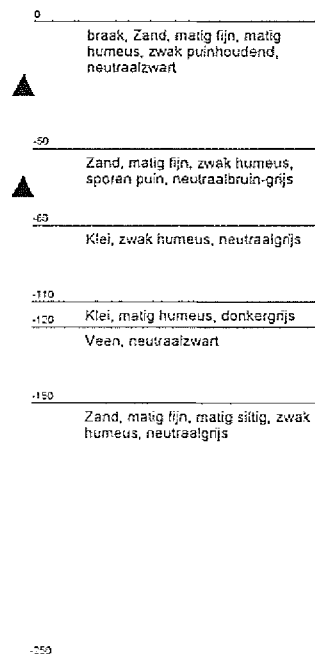 0
braak, Zand, matig fijn, matig
humeus, zwak puinhoudend,
neutraalzwart
-50
Zand, matig fijn, zwak humeus,
sporen puin, neutraalbruin-grijs
-80
Klei, zwak humeus, neutraalgrijs
-110
Klei, matig humeus, donkergrijs
-120
Veen, neutraalzwart
-150
Zand, matig fijn, matig siltig, zwak
humeus, neutraalgrijs
-250